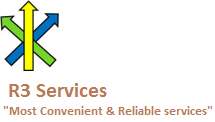 R3 Services
"Most Convenient & Reliable services"